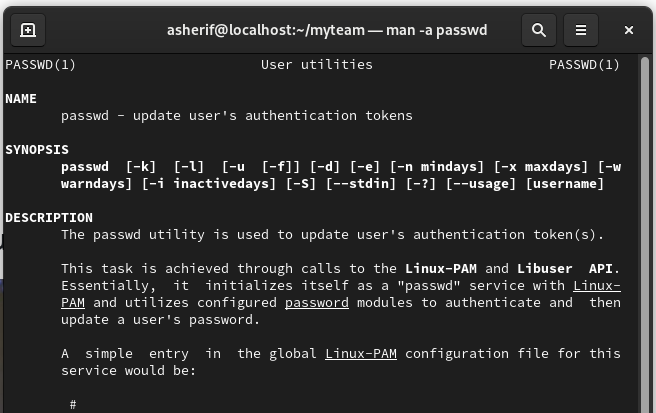 asherif@localhost:~/myteam — man -a passwd
PASSWD(1) User utilities PASSWD(1)
NAME
passwd - update user's authentication tokens
SYNOPSIS
passwd [-k] [-l] [-u [-f]] [-d] [-e] [-n mindays] [-x maxdays] [-w
warndays] [-i inactivedays] [-S] [--stdin] [-?] [--usage] [username]
DESCRIPTION
The passwd utility is used to update user's authentication token(s).
This task is achieved through calls to the Linux-PAM and Libuser API.
Essentially, it initializes itself as a "passwd" service with Linux-
PAM and utilizes configured password modules to authenticate and then
update a user's password.
A simple entry in the global Linux-PAM configuration file for this
service would be:
#